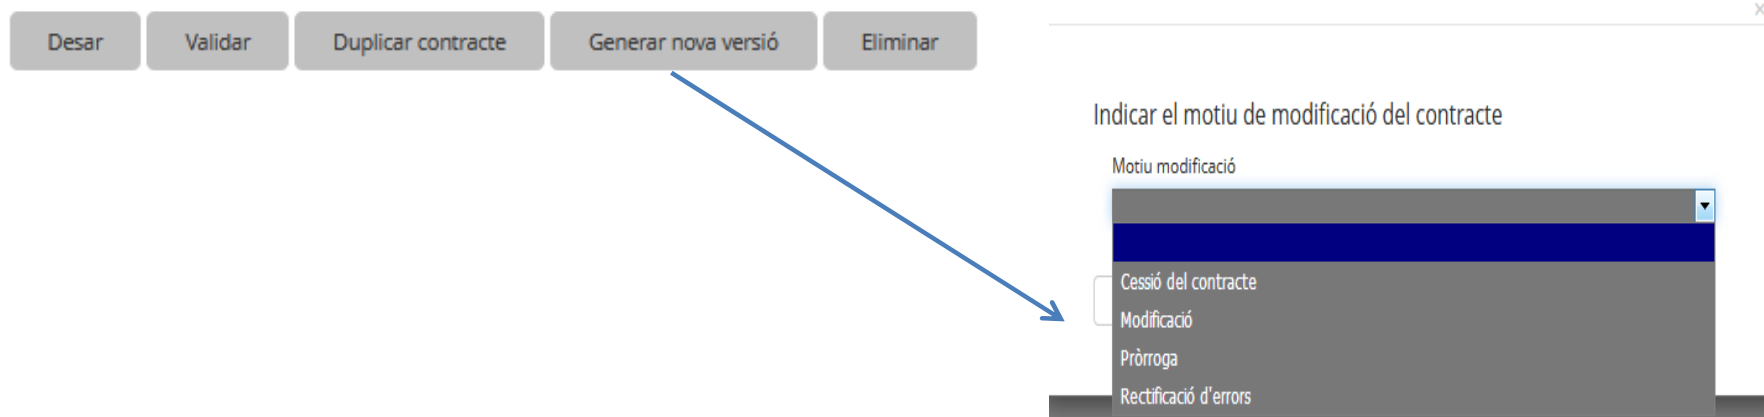 Desar
Validar
Duplicar contracte
Generar nova versió
Eliminar
Indicar el motiu de modificació del contracte
Motiu modificació
Cessió del contracte
Modificació
Pròrroga
Rectificació d'errors